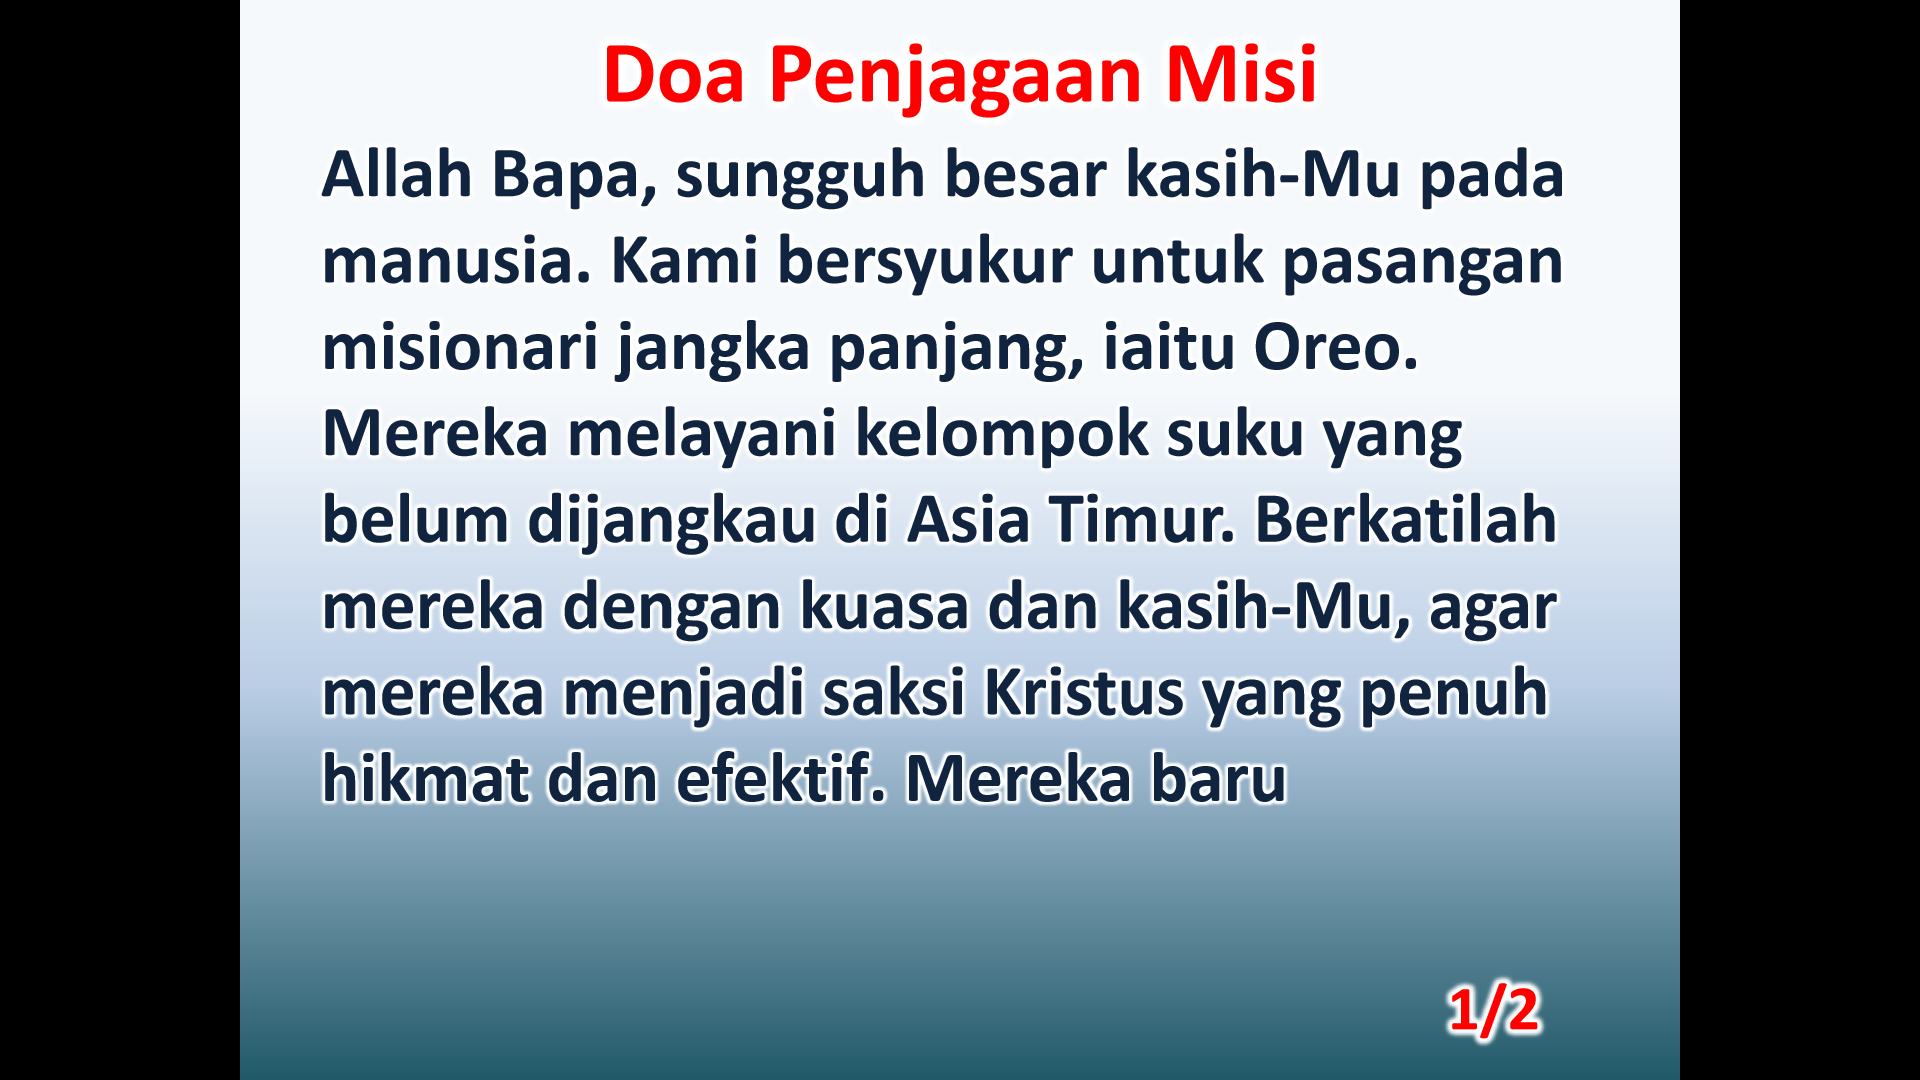 Doa Penjagaan Misi
Allah Bapa, sungguh besar kasih-Mu pada
manusia. Kami bersyukur untuk pasangan
misionari jangka panjang, iaitu Oreo.
Mereka melayani kelompok suku yang
belum dijangkau di Asia Timur. Berkatilah
mereka dengan kuasa dan kasih-Mu, agar
mereka menjadi saksi Kristus yang penuh
hikmat dan efektif. Mereka baru
1/2